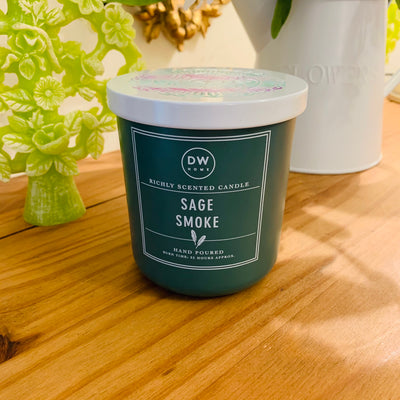 DW
HOME
RICHLY SCENTED CANDLE
SAGE
SMOKE
HAND POURED
FLOWERS